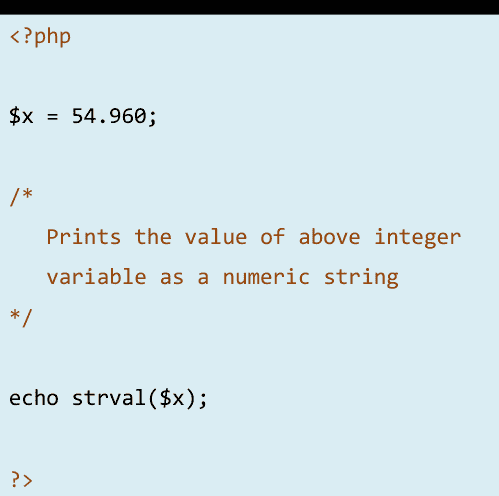 <?php
$x = 54.960;
/*
Prints the value of above integer
variable as a numeric string
*/
echo strval($x);
?>